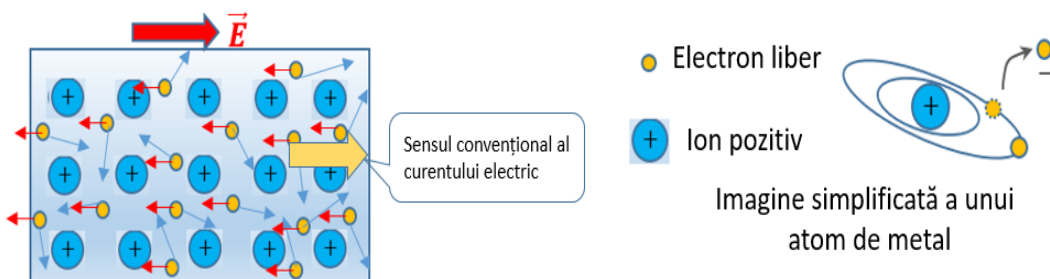 E
Sensul convențional al
curentului electric
Electron liber
Ion pozitiv
Imagine simplificată a unui
atom de metal